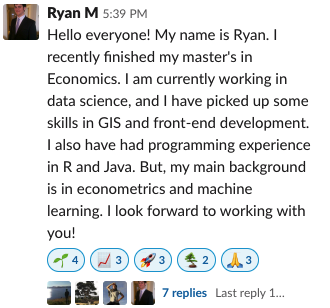 Ryan M 5:39 PM
Hello everyone! My name is Ryan. I
recently finished my master's in
Economics. I am currently working in
data science, and I have picked up some
skills in GIS and front-end development.
I also have had programming experience
in R and Java. But, my main background
is in econometrics and machine
learning. I look forward to working with
you!
4 3 3 2 3
7 replies Last reply 1...